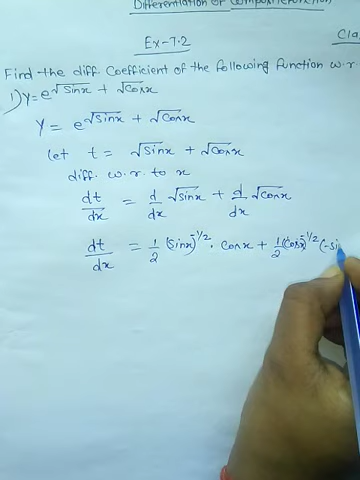 Differentiation of composite function
Ex-7.2
Cla
Find the diff. Coefficient of the following function w.r.
1) y=e^√sinx + √cosx
y = e^√sinx + √cosx
let t = √sinx + √cosx
diff. w.r. to x
dt/dx = d/dx √sinx + d/dx √cosx
dt/dx = 1/2 (sinx)^-1/2 . cosx + 1/2 (cosx)^-1/2 (-si